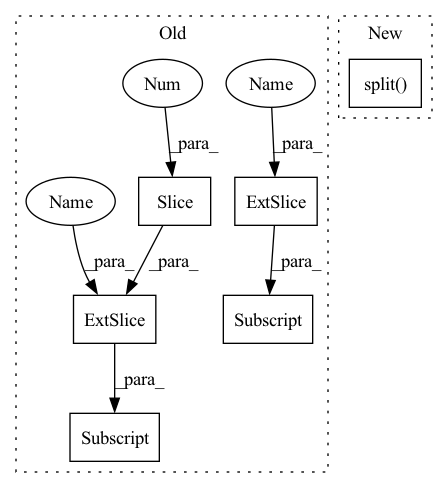 Old
New
Num
Name
split()
_para_
_para_
Name
Slice
ExtSlice
_para_
_para_
_para_
ExtSlice
Subscript
_para_
Subscript